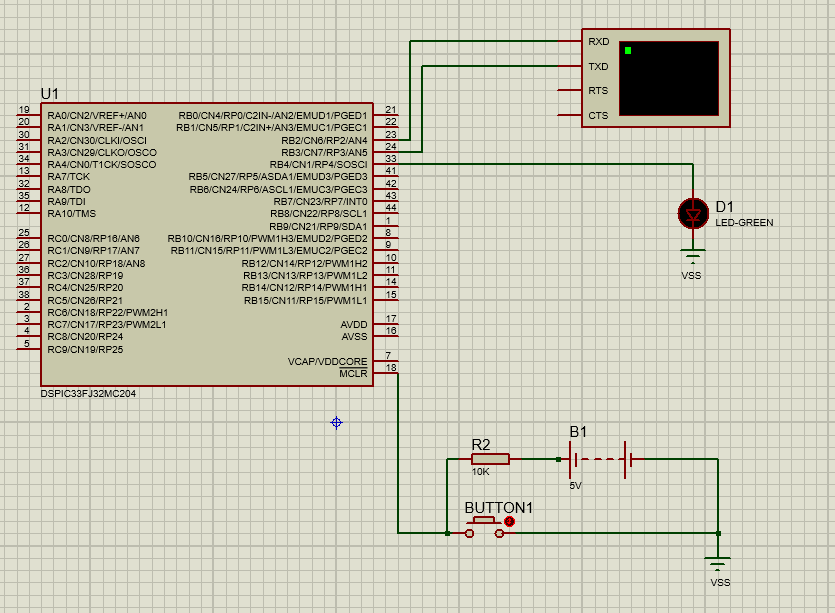 U1
19 RA0/CN2/VREF+/AN0 RB0/CN4/RP0/C2IN-/AN2/EMUD1/PGED1 21
20 RA1/CN3/VREF-/AN1 RB1/CN5/RP1/C2IN+/AN3/EMUC1/PGEC1 22
30 RA2/CN30/CLKI/OSCI RB2/CN6/RP2/AN4 23
31 RA3/CN29/CLKO/OSCO RB3/CN7/RP3/AN5 24
34 RA4/CN0/T1CK/SOSCO RB4/CN1/RP4/SOSCI 33
13 RA7/TCK RB5/CN27/RP5/ASDA1/EMUD3/PGED3 41
32 RA8/TDO RB6/CN24/RP6/ASCL1/EMUC3/PGEC3 42
35 RA9/TDI RB7/CN23/RP7/INT0 43
12 RA10/TMS RB8/CN22/RP8/SCL1 44
RB9/CN21/RP9/SDA1 1
25 RC0/CN8/RP16/AN6 RB10/CN16/RP10/PWM1H3/EMUD2/PGED2 8
26 RC1/CN9/RP17/AN7 RB11/CN15/RP11/PWM1L3/EMUC2/PGEC2 9
27 RC2/CN10/RP18/AN8 RB12/CN14/RP12/PWM1H2 10
36 RC3/CN28/RP19 RB13/CN13/RP13/PWM1L2 11
37 RC4/CN25/RP20 RB14/CN12/RP14/PWM1H1 14
38 RC5/CN26/RP21 RB15/CN11/RP15/PWM1L1 15
2 RC6/CN18/RP22/PWM2H1
3 RC7/CN17/RP23/PWM2L1 AVDD 17
4 RC8/CN20/RP24 AVSS 16
5 RC9/CN19/RP25
VCAP/VDDCORE 7
MCLR 18
DSPIC33FJ32MC204
RXD
TXD
RTS
CTS
D1
LED-GREEN
VSS
R2
10K
B1
5V
BUTTON1
VSS